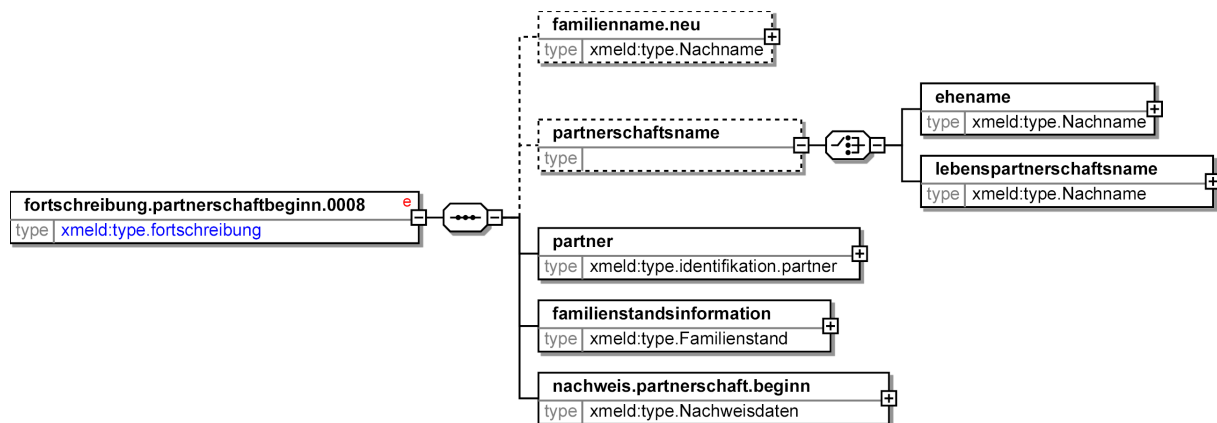 familienname.neu
type xmeld:type.Nachname
partnerschaftsname
type
ehename
type xmeld:type.Nachname
lebenspartnerschaftsname
type xmeld:type.Nachname
fortschreibung.partnerschaftbeginn.0008 e
type xmeld:type.fortschreibung
partner
type xmeld:type.identifikation.partner
familienstandsinformation
type xmeld:type.Familienstand
nachweis.partnerschaft.beginn
type xmeld:type.Nachweisdaten